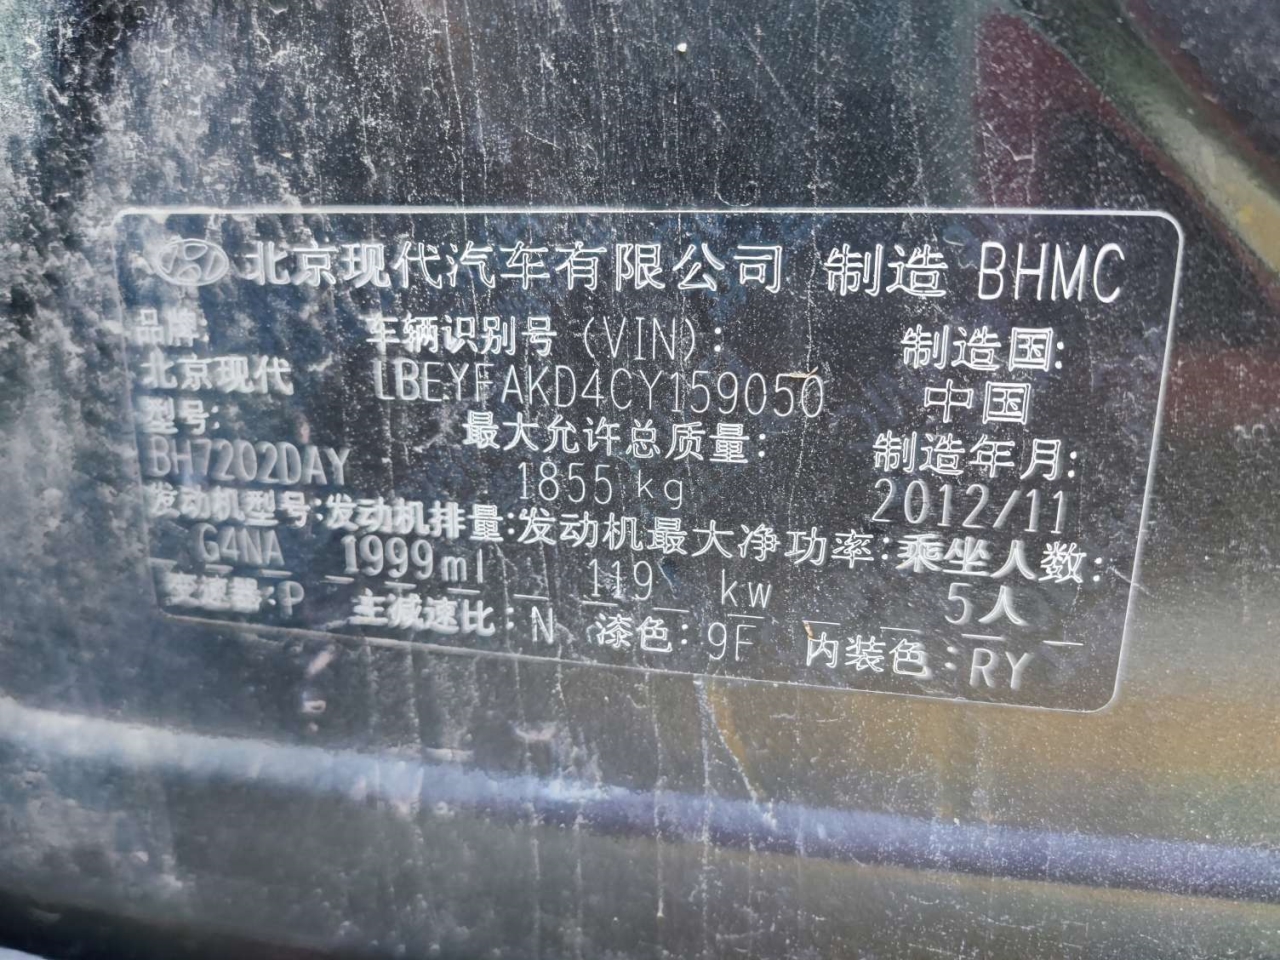 北京现代汽车有限公司 制造 BHMC
品牌: 车辆识别号 (VIN): 制造国:
北京现代 LBEYFAKD4CY159050 中国
型号: 最大允许总质量: 制造年月:
BH7202DAY 1855 kg 2012/11
发动机型号: 发动机排量: 发动机最大净功率: 乘坐人数:
G4NA 1999ml 119 kw 5人
变速器: P 主减速比: N 漆色: 9F 内装色: RY